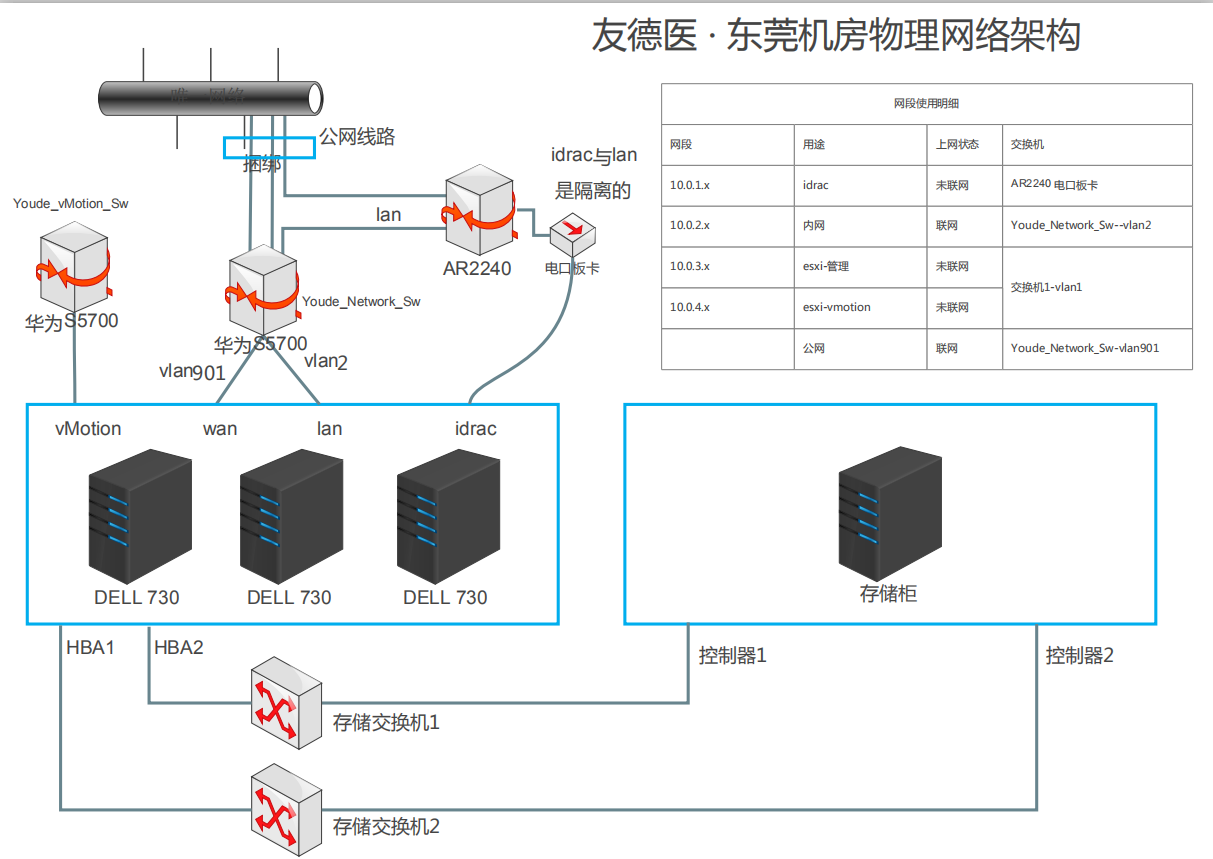 友德医 · 东莞机房物理网络架构
网段使用明细
网段 用途 上网状态 交换机
10.0.1.x idrac 未联网 AR2240 电口板卡
10.0.2.x 内网 联网 Youde_Network_Sw--vlan2
10.0.3.x esxi-管理 未联网 交换机1-vlan1
10.0.4.x esxi-vmotion 未联网
公网 联网 Youde_Network_Sw-vlan901
公网线路
捆绑
idrac与lan
是隔离的
Youde_vMotion_Sw
lan
AR2240
电口板卡
Youde_Network_Sw
华为S5700
华为S5700
vlan901
vlan2
vMotion
wan
lan
idrac
DELL 730
DELL 730
DELL 730
存储柜
HBA1
HBA2
控制器1
控制器2
存储交换机1
存储交换机2